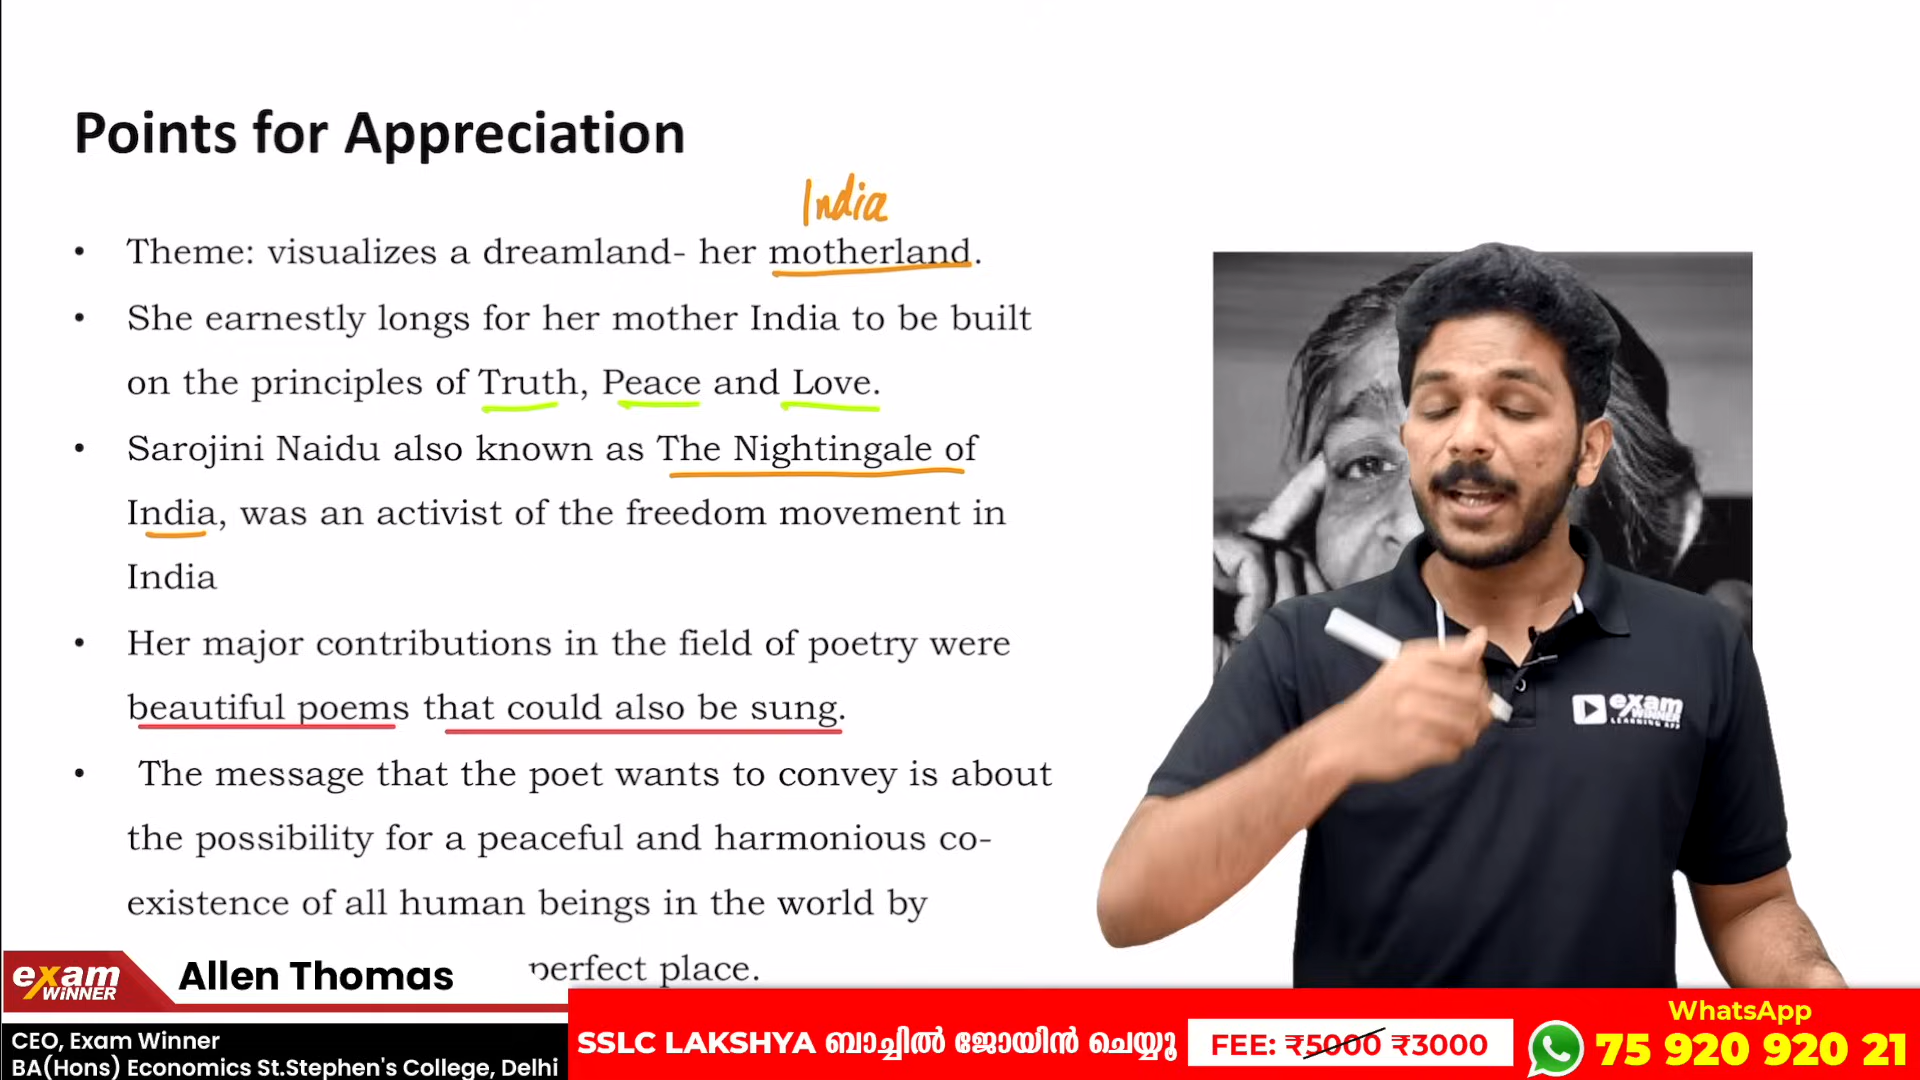 Points for Appreciation
India
• Theme: visualizes a dreamland- her motherland.
• She earnestly longs for her mother India to be built
on the principles of Truth, Peace and Love.
• Sarojini Naidu also known as The Nightingale of
India, was an activist of the freedom movement in
India
• Her major contributions in the field of poetry were
beautiful poems that could also be sung.
• The message that the poet wants to convey is about
the possibility for a peaceful and harmonious co-
existence of all human beings in the world by
perfect place.
exam
WINNER
LEARNING APP
exam
WINNER
Allen Thomas
CEO, Exam Winner
BA(Hons) Economics St.Stephen's College, Delhi
SSLC LAKSHYA ബാച്ചിൽ ജോയിൻ ചെയ്യൂ
FEE: ₹5000 ₹3000
WhatsApp
75 920 920 21